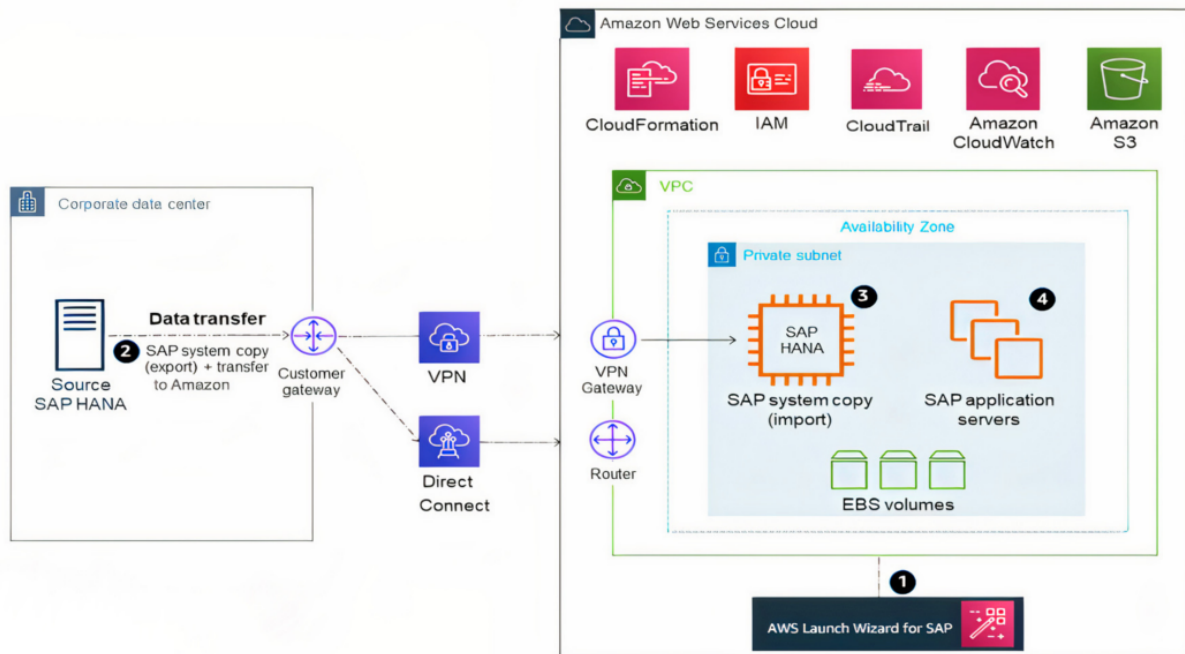 Amazon Web Services Cloud
CloudFormation
IAM
CloudTrail
Amazon
CloudWatch
Amazon
S3
Corporate data center
VPC
Availability Zone
Private subnet
Source
SAP HANA
2
Data transfer
SAP system copy
(export) + transfer
to Amazon
Customer
gateway
VPN
Direct
Connect
VPN
Gateway
Router
SAP
HANA
3
SAP system copy
(import)
4
SAP application
servers
EBS volumes
1
AWS Launch Wizard for SAP